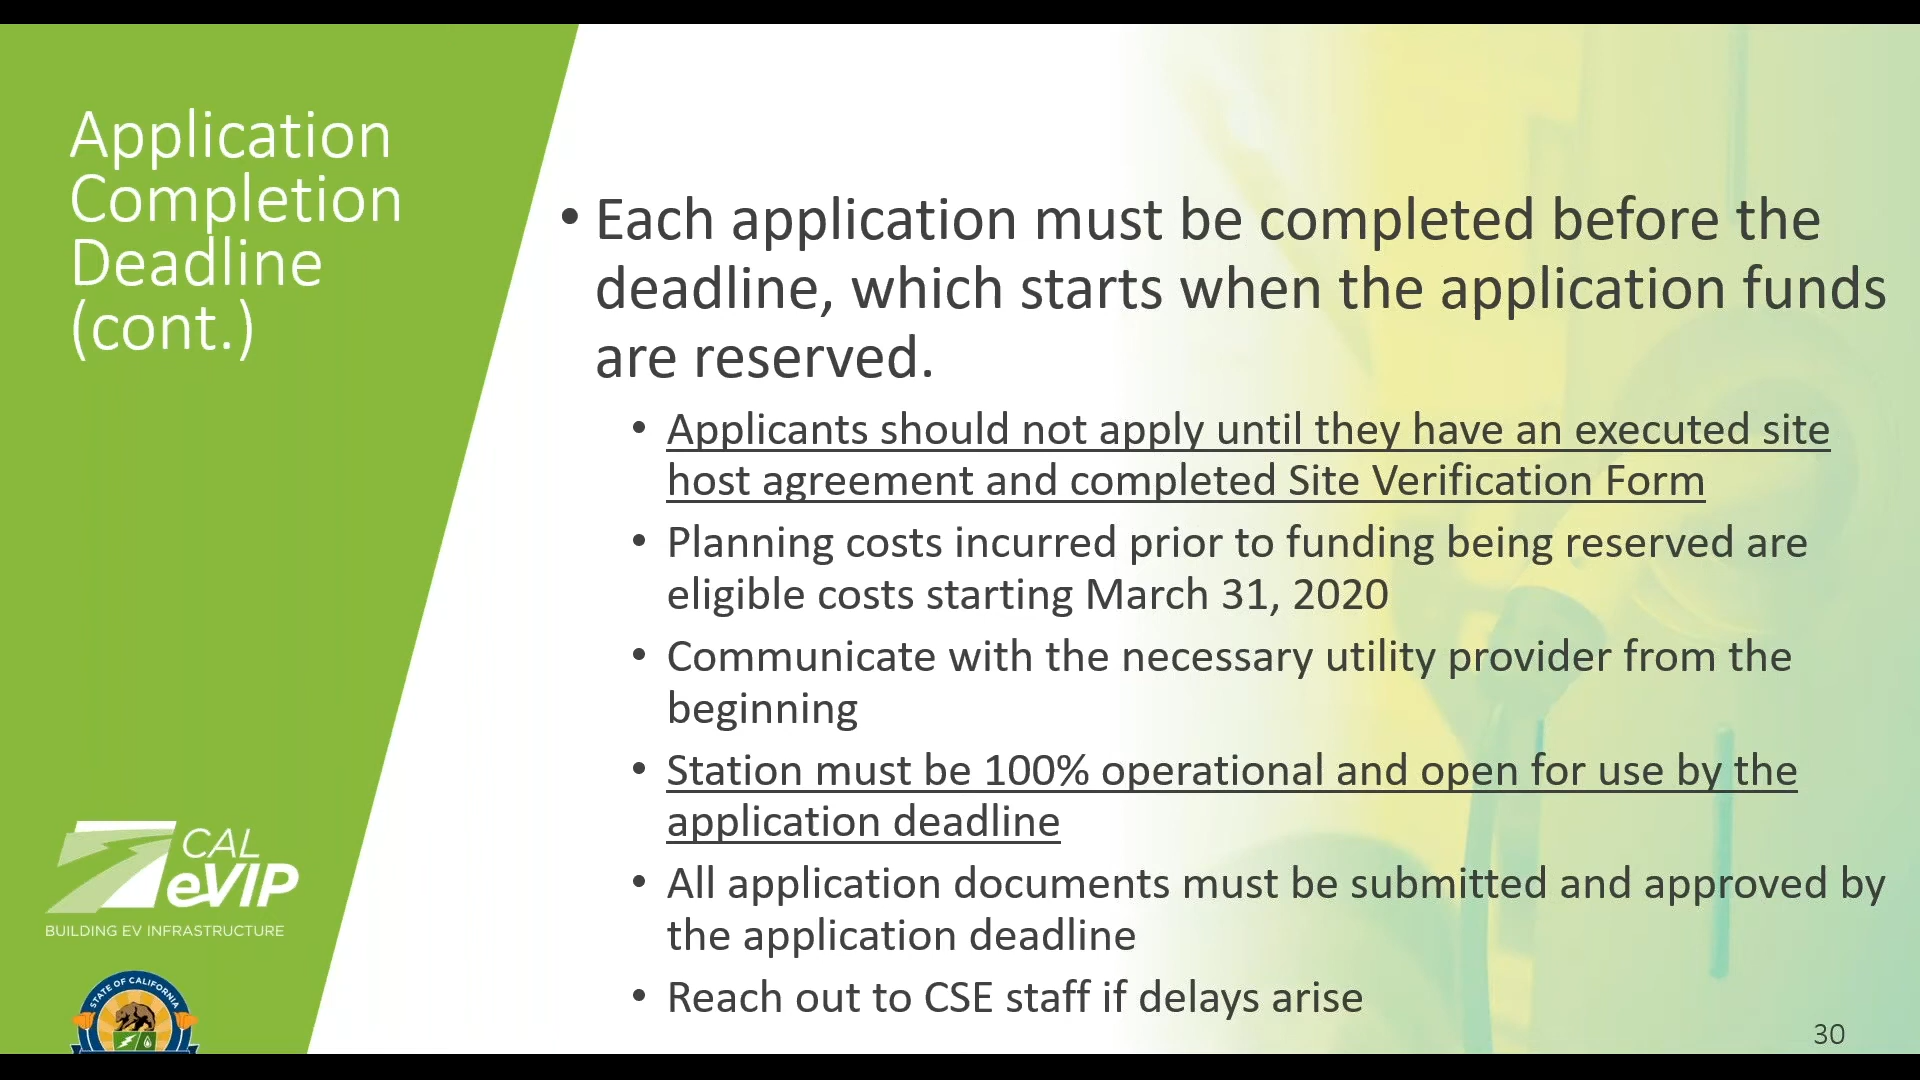 Application
Completion
Deadline
(cont.)
• Each application must be completed before the
deadline, which starts when the application funds
are reserved.
• Applicants should not apply until they have an executed site
host agreement and completed Site Verification Form
• Planning costs incurred prior to funding being reserved are
eligible costs starting March 31, 2020
• Communicate with the necessary utility provider from the
beginning
• Station must be 100% operational and open for use by the
application deadline
• All application documents must be submitted and approved by
the application deadline
• Reach out to CSE staff if delays arise
CAL
eVIP
BUILDING EV INFRASTRUCTURE
STATE OF CALIFORNIA
30